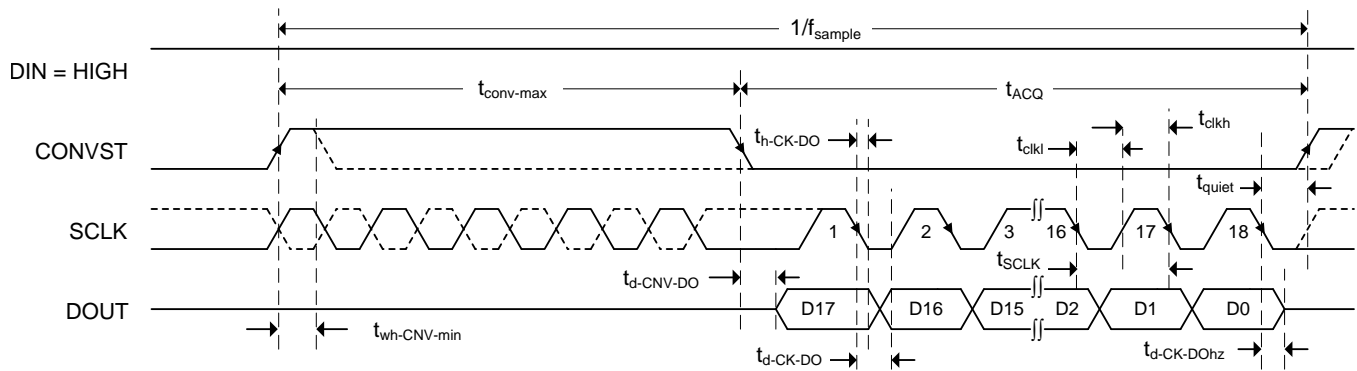 1/fsample
DIN = HIGH
tconv-max
tACQ
tclkh
CONVST
th-CK-DO
tclkl
tquiet
SCLK
1 2 3 16 17 18
tSCLK
td-CNV-DO
DOUT
D17 D16 D15 D2 D1 D0
twh-CNV-min
td-CK-DO
td-CK-DOhz